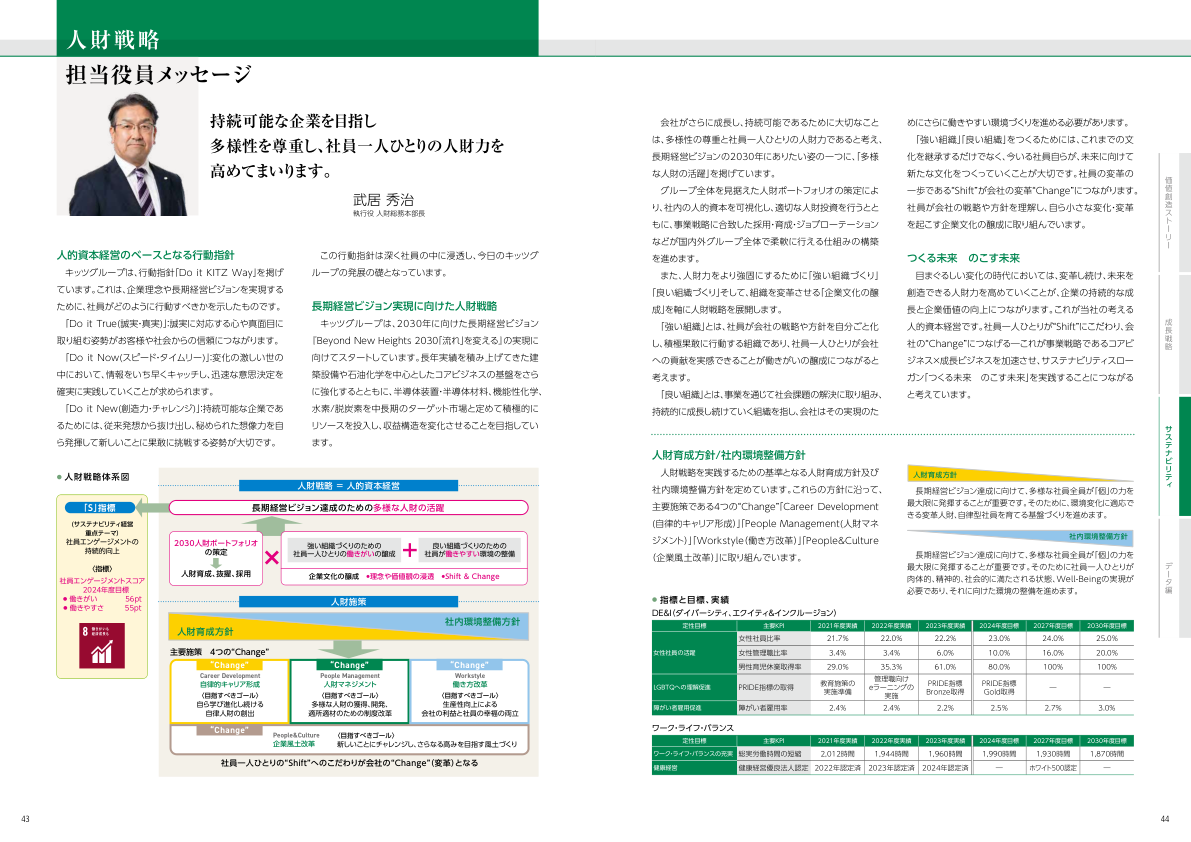 人財戦略
担当役員メッセージ
持続可能な企業を目指し
多様性を尊重し、社員一人ひとりの人財力を
高めてまいります。
武居 秀治
執行役 人財総務本部長
人的資本経営のベースとなる行動指針
　キッツグループは、行動指針「Do it KITZ Way」を掲げ
ています。これは、企業理念や長期経営ビジョンを実現する
ために、社員がどのように行動すべきかを示したものです。
　「Do it True(誠実・真実)」：誠実に対応する心や真面目に
取り組む姿勢がお客様や社会からの信頼につながります。
　「Do it Now(スピード・タイムリー)」：変化の激しい世の
中において、情報をいち早くキャッチし、迅速な意思決定を
確実に実践していくことが求められます。
　「Do it New(創造力・チャレンジ)」：持続可能な企業であ
るためには、従来発想から抜け出し、秘められた想像力を自
ら発揮して新しいことに果敢に挑戦する姿勢が大切です。
　この行動指針は深く社員の中に浸透し、今日のキッツグ
ループの発展の礎となっています。
長期経営ビジョン実現に向けた人財戦略
　キッツグループは、2030年に向けた長期経営ビジョン
『Beyond New Heights 2030「流れ」を変える』の実現に
向けてスタートしています。長年実績を積み上げてきた建
築設備や石油化学を中心としたコアビジネスの基盤をさら
に強化するとともに、半導体装置・半導体材料、機能性化学、
水素/脱炭素を中長期のターゲット市場と定めて積極的に
リソースを投入し、収益構造を変化させることを目指してい
ます。
● 人財戦略体系図
「S」指標
(サステナビリティ経営
重点テーマ)
社員エンゲージメントの
持続的向上
〈指標〉
社員エンゲージメントスコア
2024年度目標
● 働きがい 56pt
● 働きやすさ 55pt
8 働きがいも
経済成長も
人財戦略 ＝ 人的資本経営
長期経営ビジョン達成のための多様な人財の活躍
2030人財ポートフォリオ
の策定
人財育成、抜擢、採用
×
強い組織づくりのための
社員一人ひとりの働きがいの醸成
＋
良い組織づくりのための
社員が働きやすい環境の整備
企業文化の醸成 ●理念や価値観の浸透 ●Shift & Change
人財施策
人財育成方針
社内環境整備方針
主要施策　4つの“Change”
“Change”
Career Development
自律的キャリア形成
〈目指すべきゴール〉
自ら学び進化し続ける
自律人財の創出
“Change”
People Management
人財マネジメント
〈目指すべきゴール〉
多様な人財の獲得、開発、
適所適材のための制度改革
“Change”
Workstyle
働き方改革
〈目指すべきゴール〉
生産性向上による
会社の利益と社員の幸福の両立
“Change”
People&Culture
企業風土改革
〈目指すべきゴール〉
新しいことにチャレンジし、さらなる高みを目指す風土づくり
社員一人ひとりの“Shift”へのこだわりが会社の“Change”（変革）となる
43
　会社がさらに成長し、持続可能であるために大切なこと
は、多様性の尊重と社員一人ひとりの人財力であると考え、
長期経営ビジョンの2030年にありたい姿の一つに、「多様
な人財の活躍」を掲げています。
　グループ全体を見据えた人財ポートフォリオの策定によ
り、社内の人的資本を可視化し、適切な人財投資を行うとと
もに、事業戦略に合致した採用・育成・ジョブローテーション
などが国内外グループ全体で柔軟に行える仕組みの構築
を進めます。
　また、人財力をより強固にするために「強い組織づくり」
「良い組織づくり」そして、組織を変革させる「企業文化の醸
成」を軸に人財戦略を展開します。
　「強い組織」とは、社員が会社の戦略や方針を自分ごと化
し、積極果敢に行動する組織であり、社員一人ひとりが会社
への貢献を実感できることが働きがいの醸成につながると
考えます。
　「良い組織」とは、事業を通じて社会課題の解決に取り組み、
持続的に成長し続けていく組織を指し、会社はその実現のた
めにさらに働きやすい環境づくりを進める必要があります。
　「強い組織」「良い組織」をつくるためには、これまでの文
化を継承するだけでなく、今いる社員自らが、未来に向けて
新たな文化をつくっていくことが大切です。社員の変革の
一歩である“Shift”が会社の変革“Change”につながります。
社員が会社の戦略や方針を理解し、自ら小さな変化・変革
を起こす企業文化の醸成に取り組んでいます。
つくる未来　のこす未来
　目まぐるしい変化の時代においては、変革し続け、未来を
創造できる人財力を高めていくことが、企業の持続的な成
長と企業価値の向上につながります。これが当社の考える
人的資本経営です。社員一人ひとりが“Shift”にこだわり、会
社の“Change”につなげる―これが事業戦略であるコアビ
ジネス×成長ビジネスを加速させ、サステナビリティスロー
ガン「つくる未来　のこす未来」を実践することにつながる
と考えています。
人財育成方針/社内環境整備方針
　人財戦略を実践するための基準となる人財育成方針及び
社内環境整備方針を定めています。これらの方針に沿って、
主要施策である4つの“Change”「Career Development
(自律的キャリア形成)」「People Management(人財マネ
ジメント)」「Workstyle(働き方改革)」「People&Culture
(企業風土改革)」に取り組んでいます。
人財育成方針
　長期経営ビジョン達成に向けて、多様な社員全員が「個」の力を
最大限に発揮することが重要です。そのために、環境変化に適応で
きる変革人財、自律型社員を育てる基盤づくりを進めます。
社内環境整備方針
　長期経営ビジョン達成に向けて、多様な社員全員が「個」の力を
最大限に発揮することが重要です。そのために社員一人ひとりが
肉体的、精神的、社会的に満たされる状態、Well-Beingの実現が
必要であり、それに向けた環境の整備を進めます。
● 指標と目標、実績
DE&I（ダイバーシティ、エクイティ＆インクルージョン）
定性目標 主要KPI 2021年度実績 2022年度実績 2023年度実績 2024年度目標 2027年度目標 2030年度目標
女性社員の活躍 女性社員比率 21.7% 22.0% 22.2% 23.0% 24.0% 25.0%
女性管理職比率 3.4% 3.4% 6.0% 10.0% 16.0% 20.0%
男性育児休業取得率 29.0% 35.3% 61.0% 80.0% 100% 100%
LGBTQへの理解促進 PRIDE指標の取得 教育施策の実施準備 管理職向けeラーニングの実施 PRIDE指標Bronze取得 PRIDE指標Gold取得 ― ―
障がい者雇用促進 障がい者雇用率 2.4% 2.4% 2.2% 2.5% 2.7% 3.0%
ワーク・ライフ・バランス
定性目標 主要KPI 2021年度実績 2022年度実績 2023年度実績 2024年度目標 2027年度目標 2030年度目標
ワーク・ライフ・バランスの充実 総実労働時間の短縮 2,012時間 1,944時間 1,960時間 1,990時間 1,930時間 1,870時間
健康経営 健康経営優良法人認定 2022年認定済 2023年認定済 2024年認定済 ― ホワイト500認定 ―
価値創造ストーリー
成長戦略
サステナビリティ
データ編
44